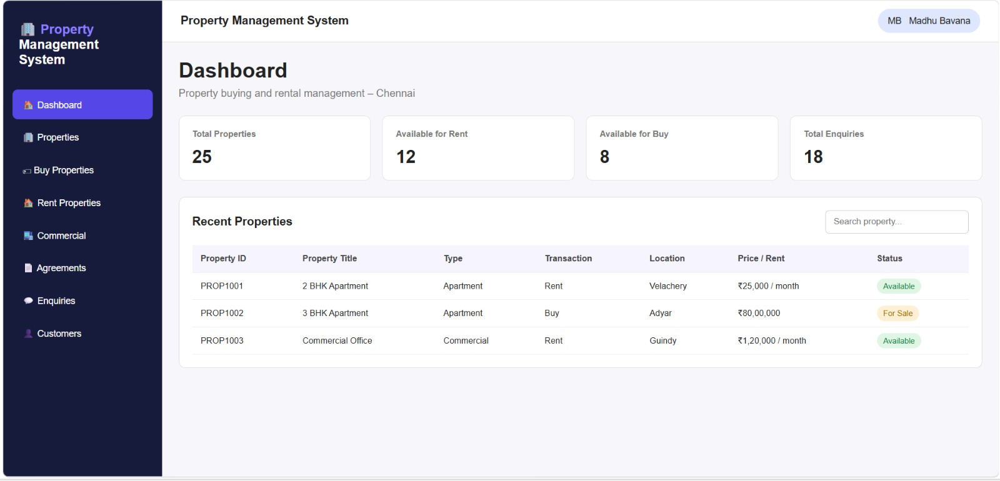 Property
Management
System
Dashboard
Properties
Buy Properties
Rent Properties
Commercial
Agreements
Enquiries
Customers
Property Management System
MB Madhu Bavana
Dashboard
Property buying and rental management – Chennai
Total Properties
25
Available for Rent
12
Available for Buy
8
Total Enquiries
18
Recent Properties
Search property...
Property ID Property Title Type Transaction Location Price / Rent Status
PROP1001 2 BHK Apartment Apartment Rent Velachery ₹25,000 / month Available
PROP1002 3 BHK Apartment Apartment Buy Adyar ₹80,00,000 For Sale
PROP1003 Commercial Office Commercial Rent Guindy ₹1,20,000 / month Available